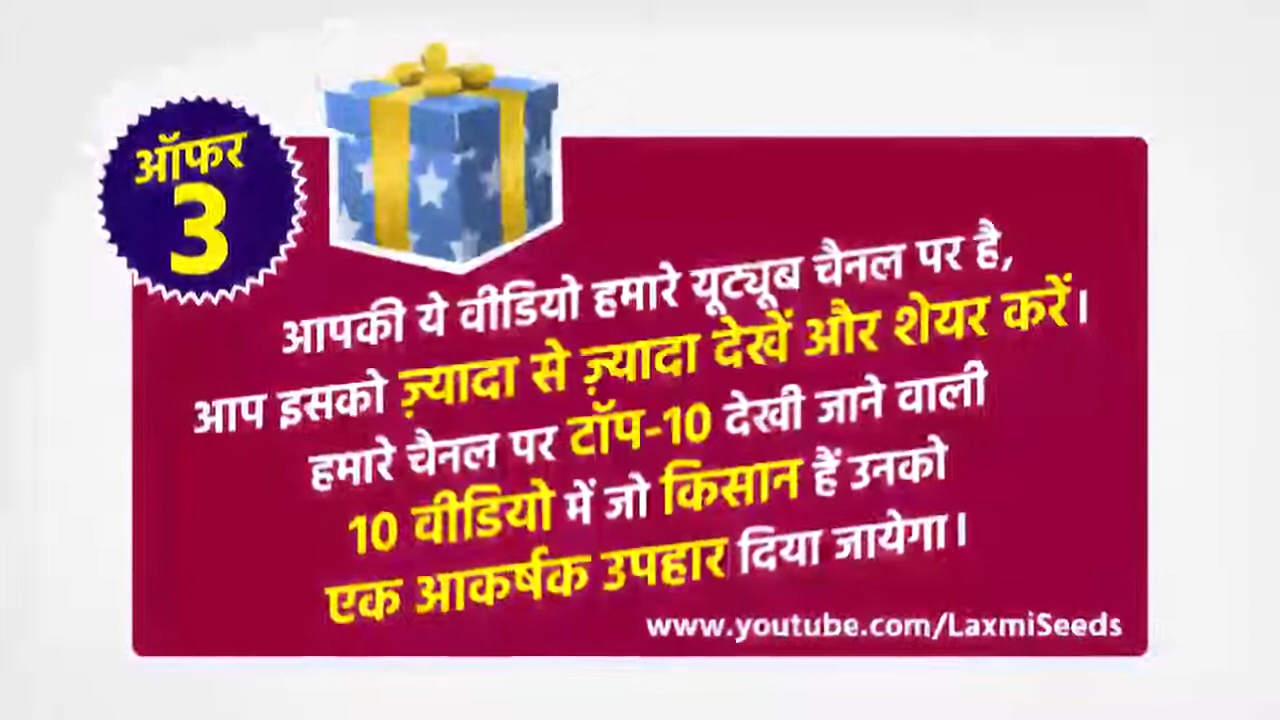 ऑफर
3
आपकी ये वीडियो हमारे यूट्यूब चैनल पर है,
आप इसको ज़्यादा से ज़्यादा देखें और शेयर करें।
हमारे चैनल पर टॉप-10 देखी जाने वाली
10 वीडियो में जो किसान हैं उनको
एक आकर्षक उपहार दिया जायेगा।
www.youtube.com/LaxmiSeeds